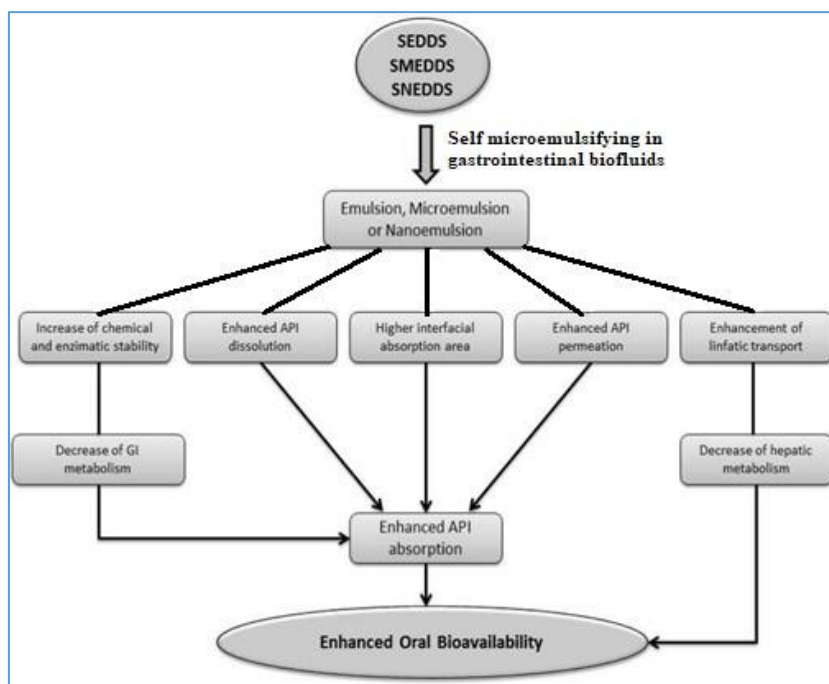 SEDDS
SMEDDS
SNEDDS
Self microemulsifying in
gastrointestinal biofluids
Emulsion, Microemulsion
or Nanoemulsion
Increase of chemical
and enzimatic stability
Enhanced API
dissolution
Higher interfacial
absorption area
Enhanced API
permeation
Enhancement of
linfatic transport
Decrease of GI
metabolism
Decrease of hepatic
metabolism
Enhanced API
absorption
Enhanced Oral Bioavailability